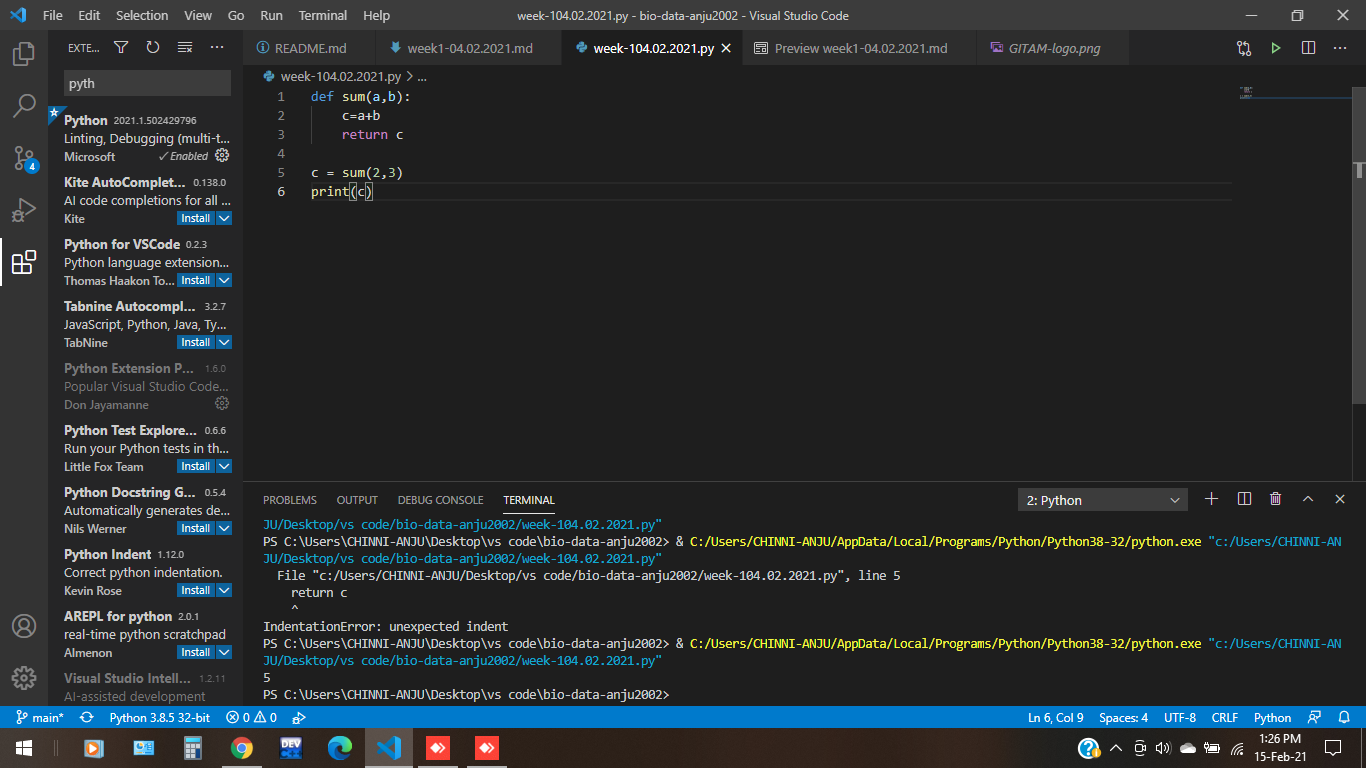 File Edit Selection View Go Run Terminal Help week-104.02.2021.py - bio-data-anju2002 - Visual Studio Code
EXTE...
README.md week1-04.02.2021.md week-104.02.2021.py Preview week1-04.02.2021.md GITAM-logo.png
pyth
Python 2021.1.502429796
Linting, Debugging (multi-t...
Microsoft Enabled
Kite AutoComplet... 0.138.0
AI code completions for all ...
Kite Install
Python for VSCode 0.2.3
Python language extension...
Thomas Haakon To... Install
Tabnine Autocompl... 3.2.7
JavaScript, Python, Java, Ty...
TabNine Install
Python Extension P... 1.6.0
Popular Visual Studio Code...
Don Jayamanne
Python Test Explore... 0.6.6
Run your Python tests in th...
Little Fox Team Install
Python Docstring G... 0.5.4
Automatically generates de...
Nils Werner Install
Python Indent 1.12.0
Correct python indentation.
Kevin Rose Install
AREPL for python 2.0.1
real-time python scratchpad
Almenon Install
Visual Studio Intell... 1.2.11
AI-assisted development
4
week-104.02.2021.py > ...
1 def sum(a,b):
2 c=a+b
3 return c
4
5 c = sum(2,3)
6 print(c)
PROBLEMS OUTPUT DEBUG CONSOLE TERMINAL 2: Python
JU/Desktop/vs code/bio-data-anju2002/week-104.02.2021.py"
PS C:\Users\CHINNI-ANJU\Desktop\vs code\bio-data-anju2002> & C:/Users/CHINNI-ANJU/AppData/Local/Programs/Python/Python38-32/python.exe "c:/Users/CHINNI-AN
JU/Desktop/vs code/bio-data-anju2002/week-104.02.2021.py"
File "c:/Users/CHINNI-ANJU/Desktop/vs code/bio-data-anju2002/week-104.02.2021.py", line 5
return c
^
IndentationError: unexpected indent
PS C:\Users\CHINNI-ANJU\Desktop\vs code\bio-data-anju2002> & C:/Users/CHINNI-ANJU/AppData/Local/Programs/Python/Python38-32/python.exe "c:/Users/CHINNI-AN
JU/Desktop/vs code/bio-data-anju2002/week-104.02.2021.py"
5
PS C:\Users\CHINNI-ANJU\Desktop\vs code\bio-data-anju2002>
main* Python 3.8.5 32-bit 0 0 Ln 6, Col 9 Spaces: 4 UTF-8 CRLF Python
DEV
1:26 PM
15-Feb-21